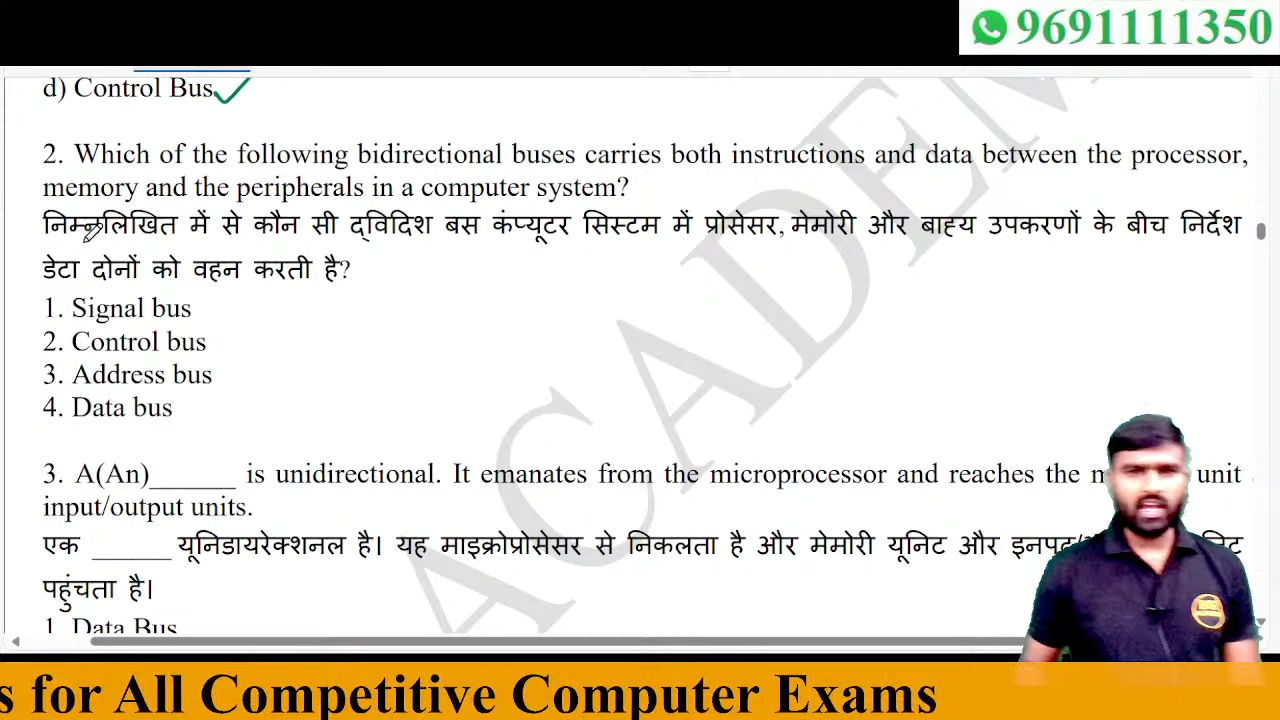 9691111350
d) Control Bus
2. Which of the following bidirectional buses carries both instructions and data between the processor,
memory and the peripherals in a computer system?
निम्नलिखित में से कौन सी द्विदिश बस कंप्यूटर सिस्टम में प्रोसेसर, मेमोरी और बाह्य उपकरणों के बीच निर्देश
डेटा दोनों को वहन करती है?
1. Signal bus
2. Control bus
3. Address bus
4. Data bus
3. A(An)______ is unidirectional. It emanates from the microprocessor and reaches the unit
input/output units.
एक ______ यूनिडायरेक्शनल है। यह माइक्रोप्रोसेसर से निकलता है और मेमोरी यूनिट और
पहुंचता है।
1. Data Bus
ACADEM
s for All Competitive Computer Exams